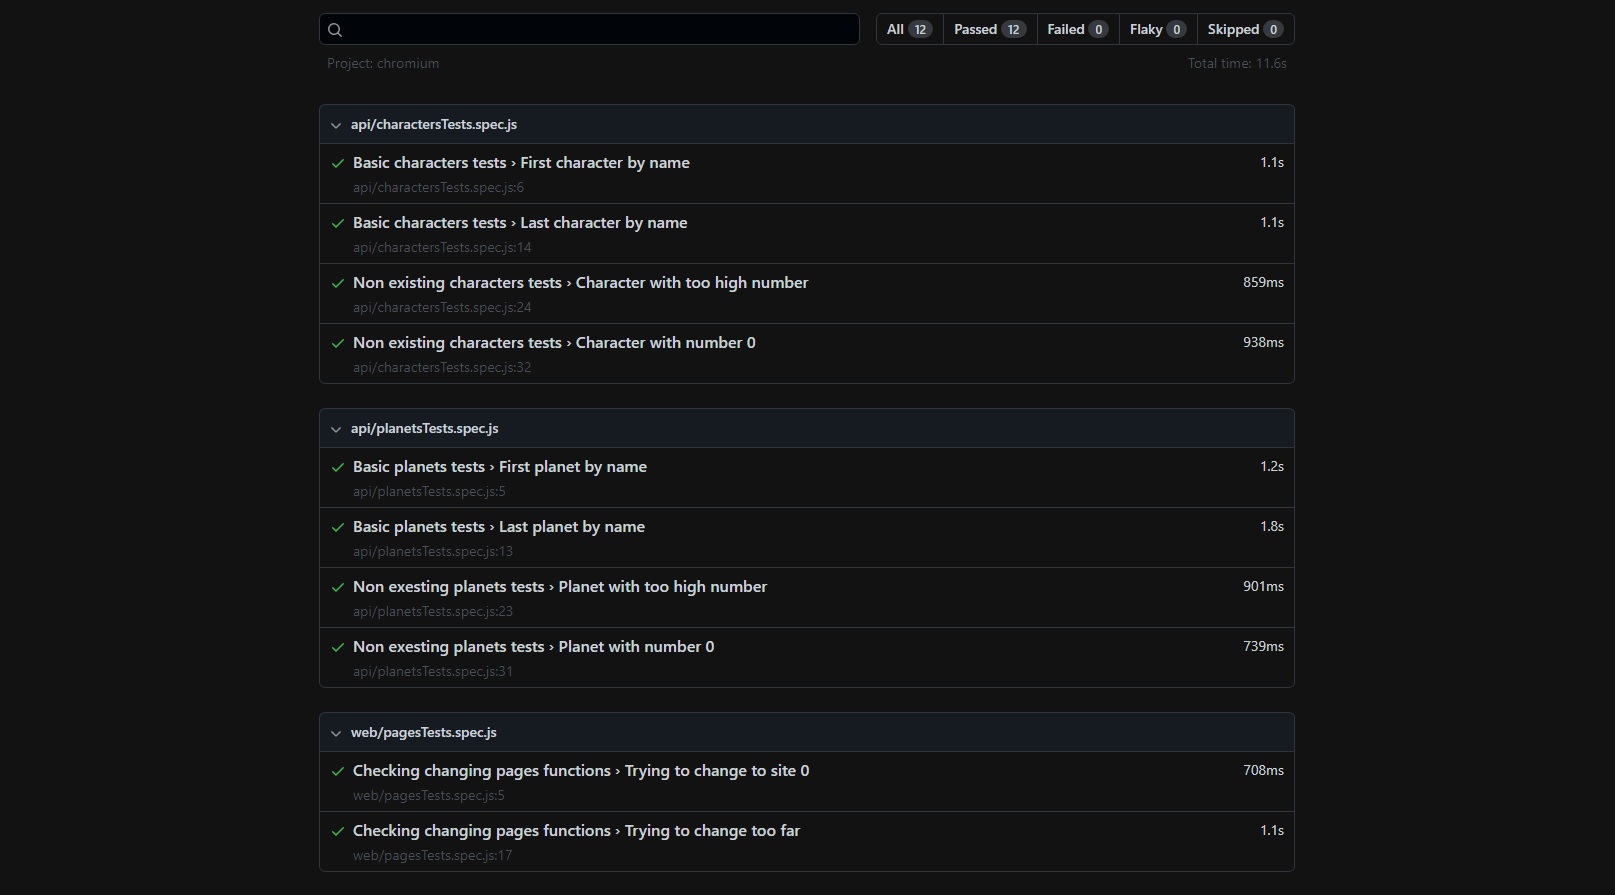 All 12 Passed 12 Failed 0 Flaky 0 Skipped 0
Project: chromium Total time: 11.6s
api/charactersTests.spec.js
Basic characters tests › First character by name 1.1s
api/charactersTests.spec.js:6
Basic characters tests › Last character by name 1.1s
api/charactersTests.spec.js:14
Non existing characters tests › Character with too high number 859ms
api/charactersTests.spec.js:24
Non existing characters tests › Character with number 0 938ms
api/charactersTests.spec.js:32
api/planetsTests.spec.js
Basic planets tests › First planet by name 1.2s
api/planetsTests.spec.js:5
Basic planets tests › Last planet by name 1.8s
api/planetsTests.spec.js:13
Non exesting planets tests › Planet with too high number 901ms
api/planetsTests.spec.js:23
Non exesting planets tests › Planet with number 0 739ms
api/planetsTests.spec.js:31
web/pagesTests.spec.js
Checking changing pages functions › Trying to change to site 0 708ms
web/pagesTests.spec.js:5
Checking changing pages functions › Trying to change too far 1.1s
web/pagesTests.spec.js:17